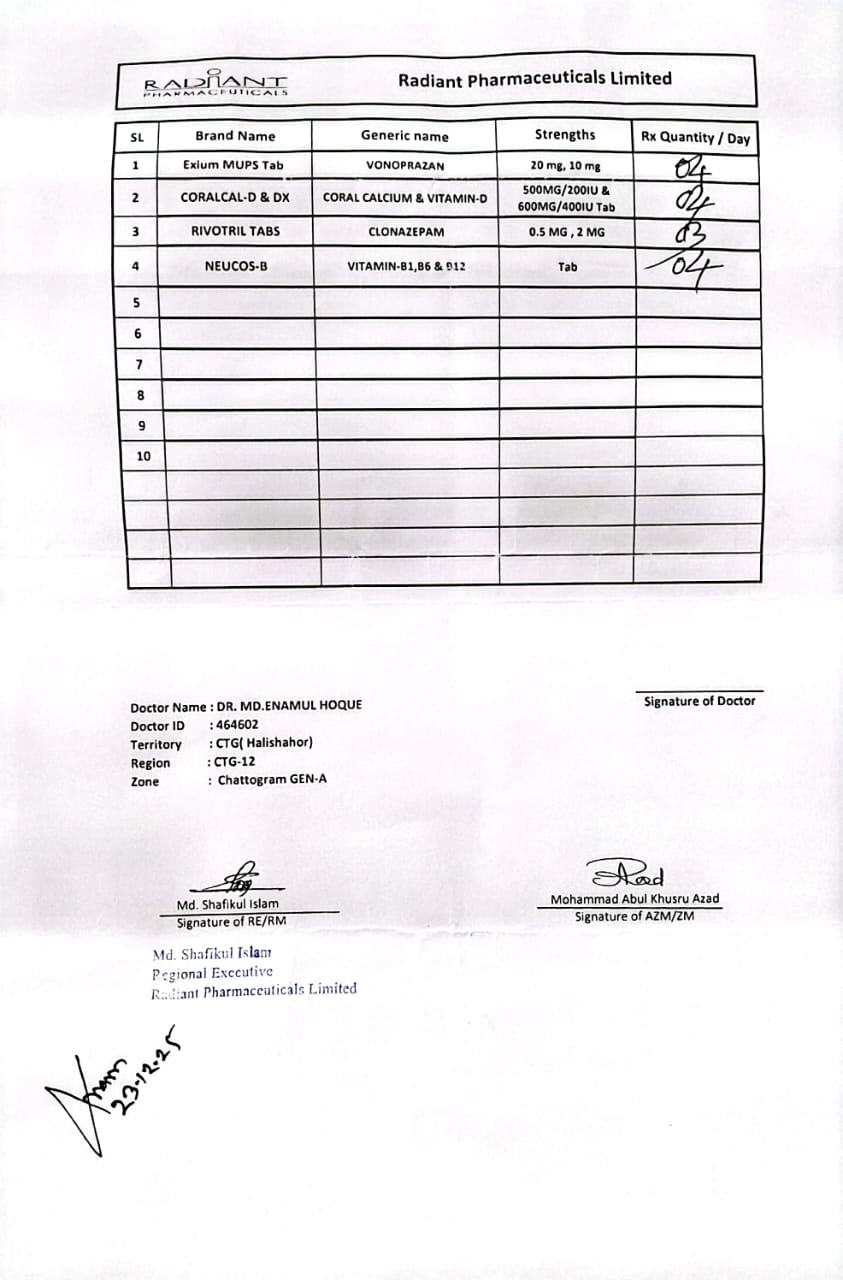 RADIANT
PHARMACEUTICALS
Radiant Pharmaceuticals Limited
SL Brand Name Generic name Strengths Rx Quantity / Day
1 Exium MUPS Tab VONOPRAZAN 20 mg, 10 mg 04
2 CORALCAL-D & DX CORAL CALCIUM & VITAMIN-D 500MG/200IU & 600MG/400IU Tab 04
3 RIVOTRIL TABS CLONAZEPAM 0.5 MG , 2 MG 03
4 NEUCOS-B VITAMIN-B1,B6 & B12 Tab 04
5
6
7
8
9
10
Signature of Doctor
Doctor Name : DR. MD.ENAMUL HOQUE
Doctor ID : 464602
Territory : CTG( Halishahor)
Region : CTG-12
Zone : Chattogram GEN-A
Md. Shafikul Islam
Signature of RE/RM
Azad
Mohammad Abul Khusru Azad
Signature of AZM/ZM
Md. Shafikul Islam
Regional Executive
Radiant Pharmaceuticals Limited
23-12-25